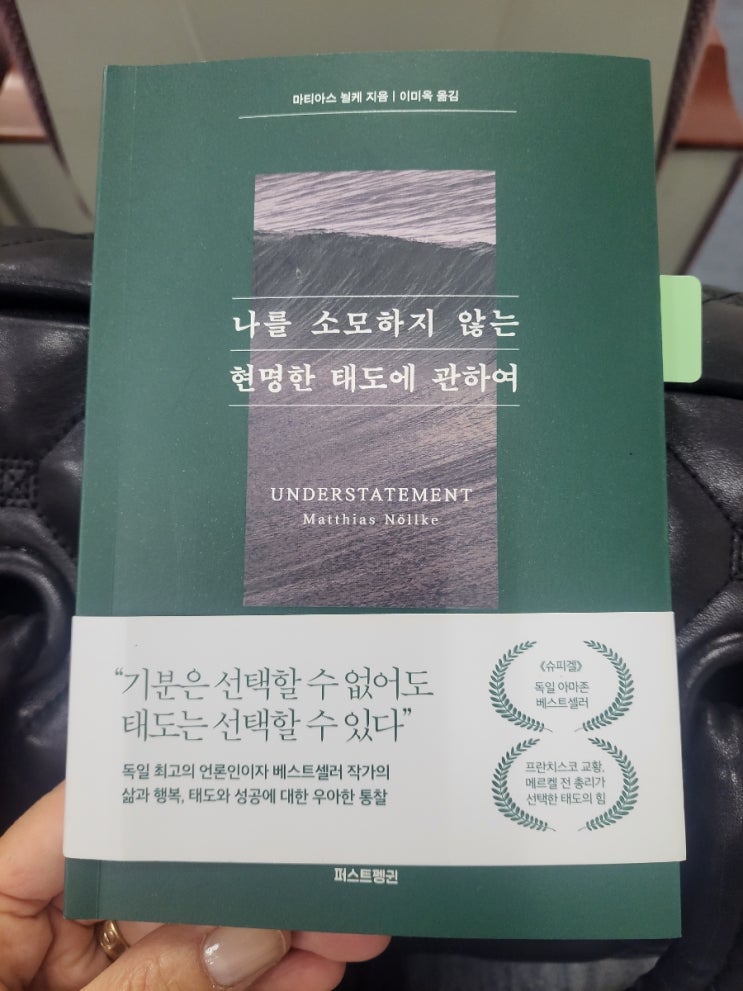 마티아스 뇔케 지음 | 이미옥 옮김
나를 소모하지 않는
현명한 태도에 관하여
UNDERSTATEMENT
Matthias Nöllke
“기분은 선택할 수 없어도
태도는 선택할 수 있다”
독일 최고의 언론인이자 베스트셀러 작가의
삶과 행복, 태도와 성공에 대한 우아한 통찰
《슈피겔》
독일 아마존
베스트셀러
프란치스코 교황,
메르켈 전 총리가
선택한 태도의 힘
퍼스트펭귄